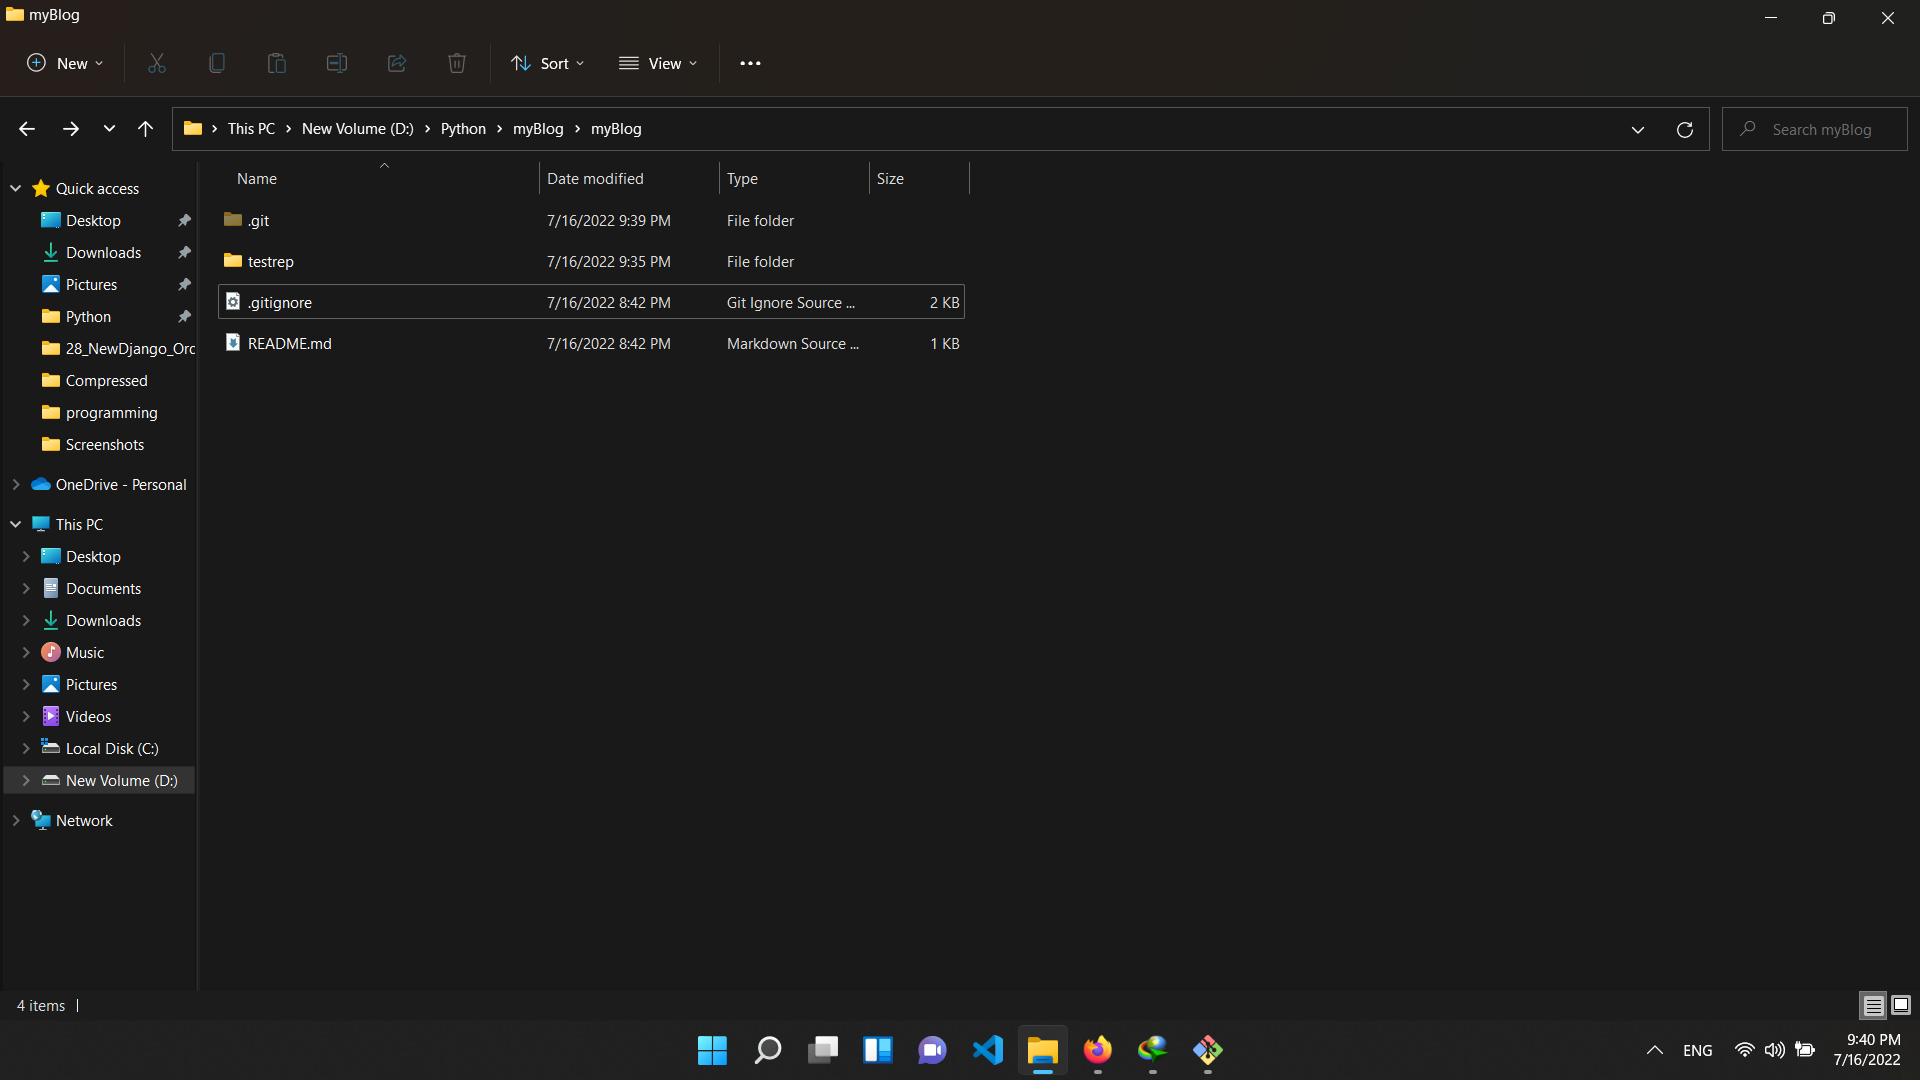 myBlog
New
Sort
View
This PC
New Volume (D:)
Python
myBlog
myBlog
Search myBlog
Quick access
Desktop
Downloads
Pictures
Python
28_NewDjango_Orc
Compressed
programming
Screenshots
OneDrive - Personal
This PC
Desktop
Documents
Downloads
Music
Pictures
Videos
Local Disk (C:)
New Volume (D:)
Network
Name Date modified Type Size
.git 7/16/2022 9:39 PM File folder
testrep 7/16/2022 9:35 PM File folder
.gitignore 7/16/2022 8:42 PM Git Ignore Source ... 2 KB
README.md 7/16/2022 8:42 PM Markdown Source ... 1 KB
4 items
ENG
9:40 PM
7/16/2022